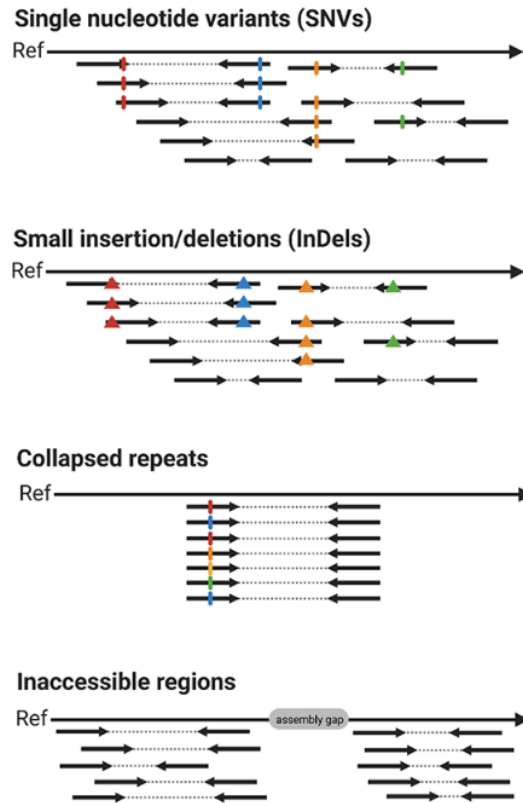 Single nucleotide variants (SNVs)
Ref
Small insertion/deletions (InDels)
Ref
Collapsed repeats
Ref
Inaccessible regions
Ref
assembly gap